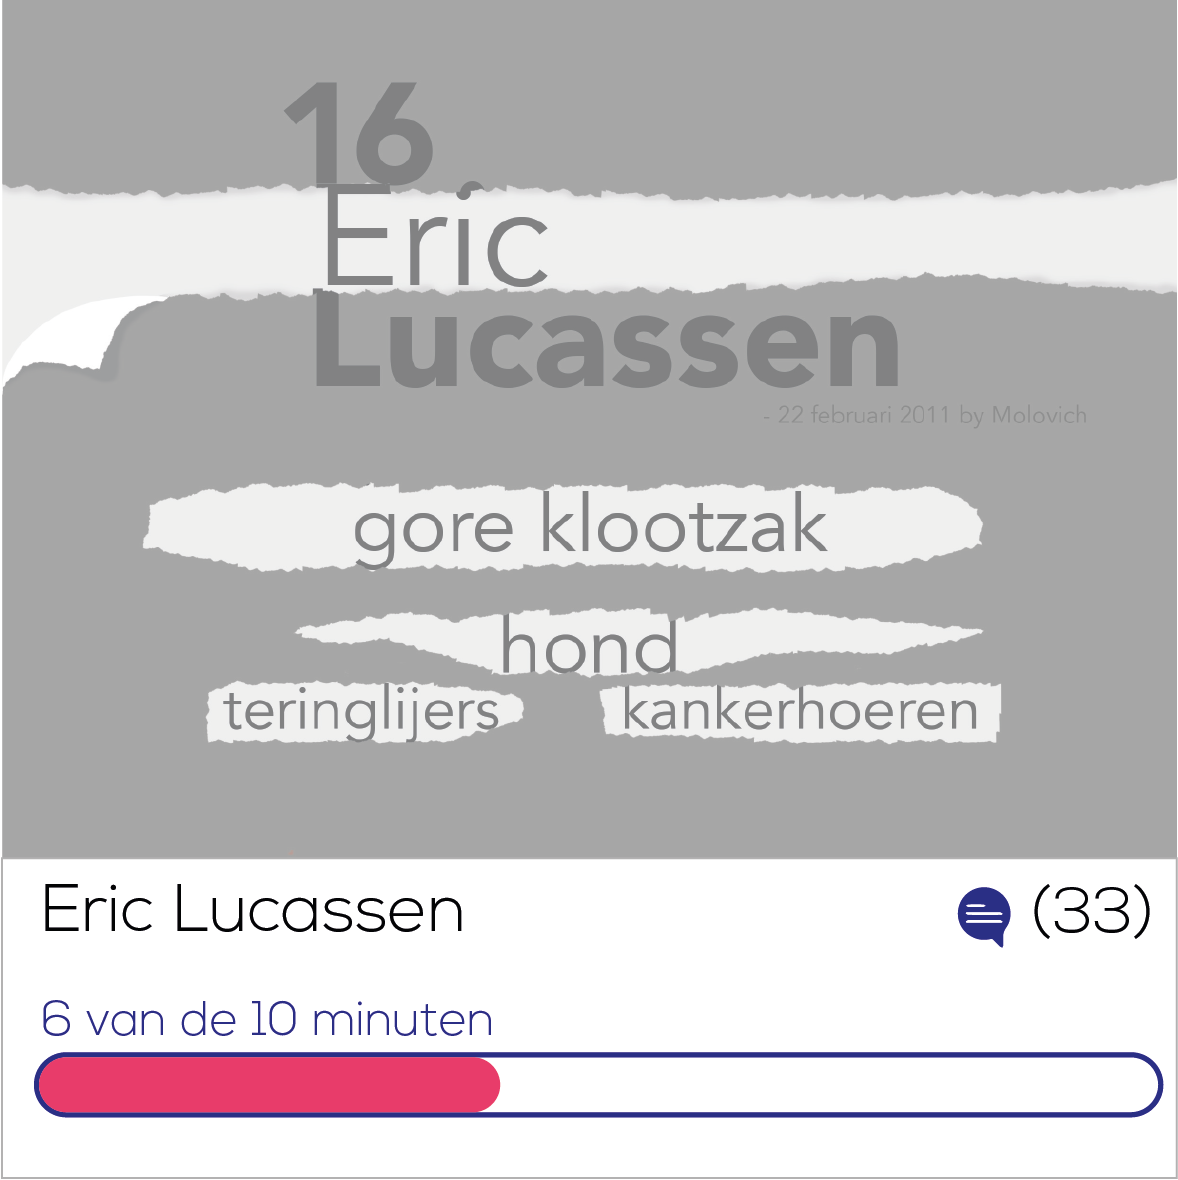 16
Eric
Lucassen
- 22 februari 2011 by Molovich
gore klootzak
hond
teringlijers kankerhoeren
Eric Lucassen (33)
6 van de 10 minuten